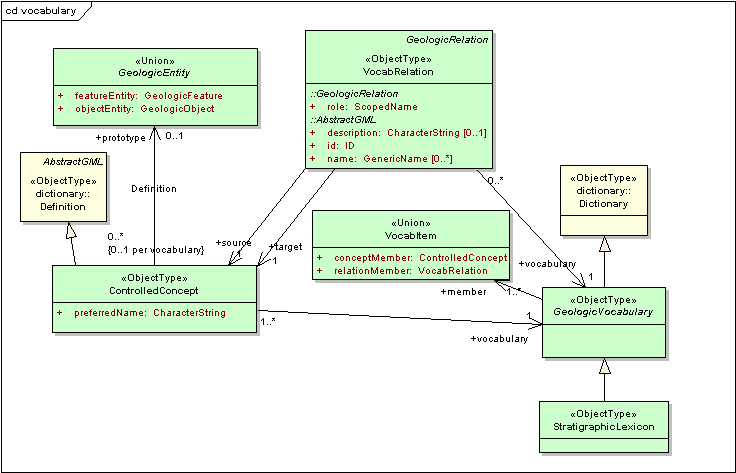 cd vocabulary
«Union»
GeologicEntity
+ featureEntity: GeologicFeature
+ objectEntity: GeologicObject
GeologicRelation
«ObjectType»
VocabRelation
::GeologicRelation
+ role: ScopedName
::AbstractGML
+ description: CharacterString [0..1]
+ id: ID
+ name: GenericName [0..*]
+prototype 0..1
AbstractGML
«ObjectType»
dictionary::
Definition
Definition
0..*
{0..1 per vocabulary}
«ObjectType»
dictionary::
Dictionary
0..*
«Union»
VocabItem
+ conceptMember: ControlledConcept
+ relationMember: VocabRelation
+source
1
+target
1
+vocabulary
1
+member 1..*
«ObjectType»
ControlledConcept
+ preferredName: CharacterString
1..*
1
+vocabulary
«ObjectType»
GeologicVocabulary
«ObjectType»
StratigraphicLexicon